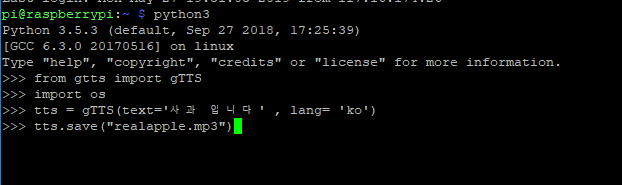 pi@raspberrypi:~ $ python3
Python 3.5.3 (default, Sep 27 2018, 17:25:39)
[GCC 6.3.0 20170516] on linux
Type "help", "copyright", "credits" or "license" for more information.
>>> from gtts import gTTS
>>> import os
>>> tts = gTTS(text='사과 입니다' , lang= 'ko')
>>> tts.save("realapple.mp3")